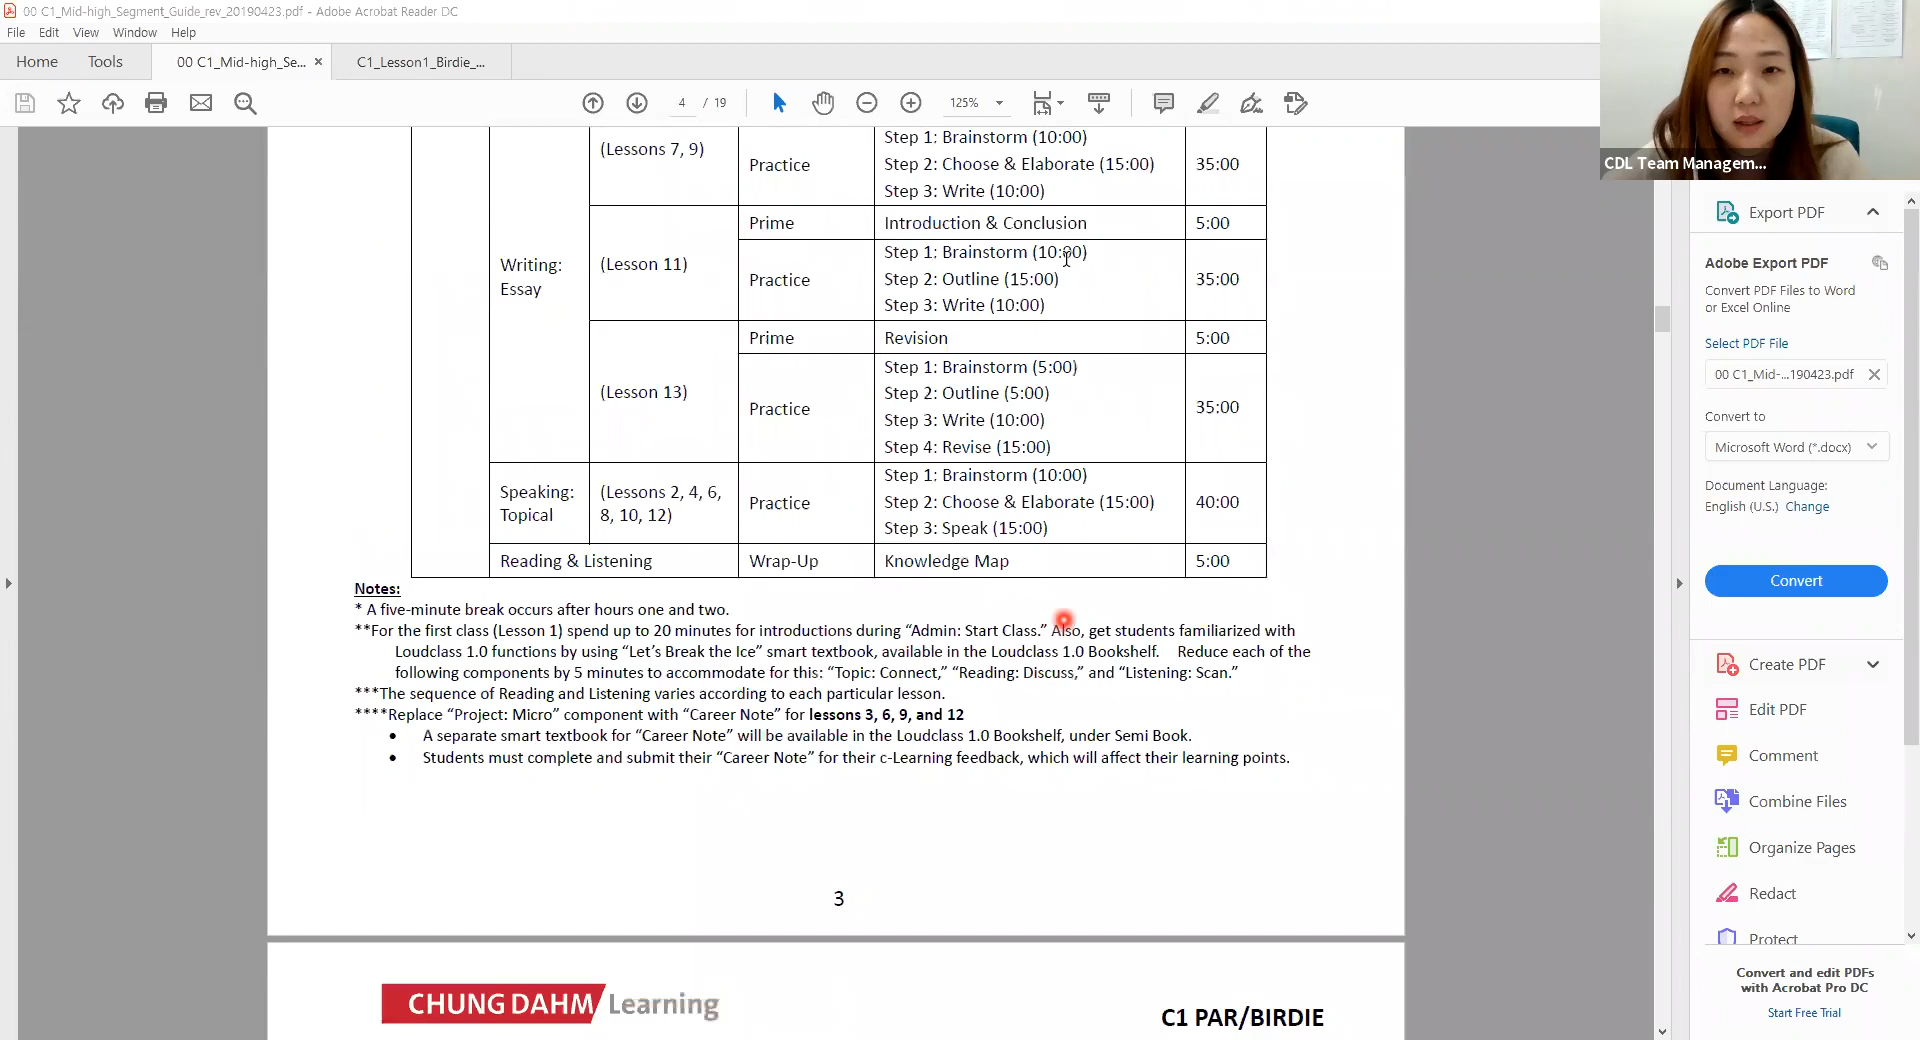 00 C1_Mid-high_Segment_Guide_rev_20190423.pdf - Adobe Acrobat Reader DC
File Edit View Window Help
Home Tools 00 C1_Mid-high_Se... × C1_Lesson1_Birdie_...
4 / 19 125%
CDL Team Managem...
(Lessons 7, 9)
Practice
Step 1: Brainstorm (10:00)
Step 2: Choose & Elaborate (15:00)
Step 3: Write (10:00)
35:00
Writing:
Essay
(Lesson 11)
Prime
Introduction & Conclusion
5:00
Practice
Step 1: Brainstorm (10:00)
Step 2: Outline (15:00)
Step 3: Write (10:00)
35:00
(Lesson 13)
Prime
Revision
5:00
Practice
Step 1: Brainstorm (5:00)
Step 2: Outline (5:00)
Step 3: Write (10:00)
Step 4: Revise (15:00)
35:00
Speaking:
Topical
(Lessons 2, 4, 6,
8, 10, 12)
Practice
Step 1: Brainstorm (10:00)
Step 2: Choose & Elaborate (15:00)
Step 3: Speak (15:00)
40:00
Reading & Listening
Wrap-Up
Knowledge Map
5:00
Notes:
* A five-minute break occurs after hours one and two.
**For the first class (Lesson 1) spend up to 20 minutes for introductions during “Admin: Start Class.” Also, get students familiarized with
Loudclass 1.0 functions by using “Let’s Break the Ice” smart textbook, available in the Loudclass 1.0 Bookshelf. Reduce each of the
following components by 5 minutes to accommodate for this: “Topic: Connect,” “Reading: Discuss,” and “Listening: Scan.”
***The sequence of Reading and Listening varies according to each particular lesson.
****Replace “Project: Micro” component with “Career Note” for lessons 3, 6, 9, and 12
• A separate smart textbook for “Career Note” will be available in the Loudclass 1.0 Bookshelf, under Semi Book.
• Students must complete and submit their “Career Note” for their c-Learning feedback, which will affect their learning points.
3
CHUNG DAHM Learning
C1 PAR/BIRDIE
Export PDF
Adobe Export PDF
Convert PDF Files to Word
or Excel Online
Select PDF File
00 C1_Mid-...190423.pdf
Convert to
Microsoft Word (*.docx)
Document Language:
English (U.S.) Change
Convert
Create PDF
Edit PDF
Comment
Combine Files
Organize Pages
Redact
Protect
Convert and edit PDFs
with Acrobat Pro DC
Start Free Trial